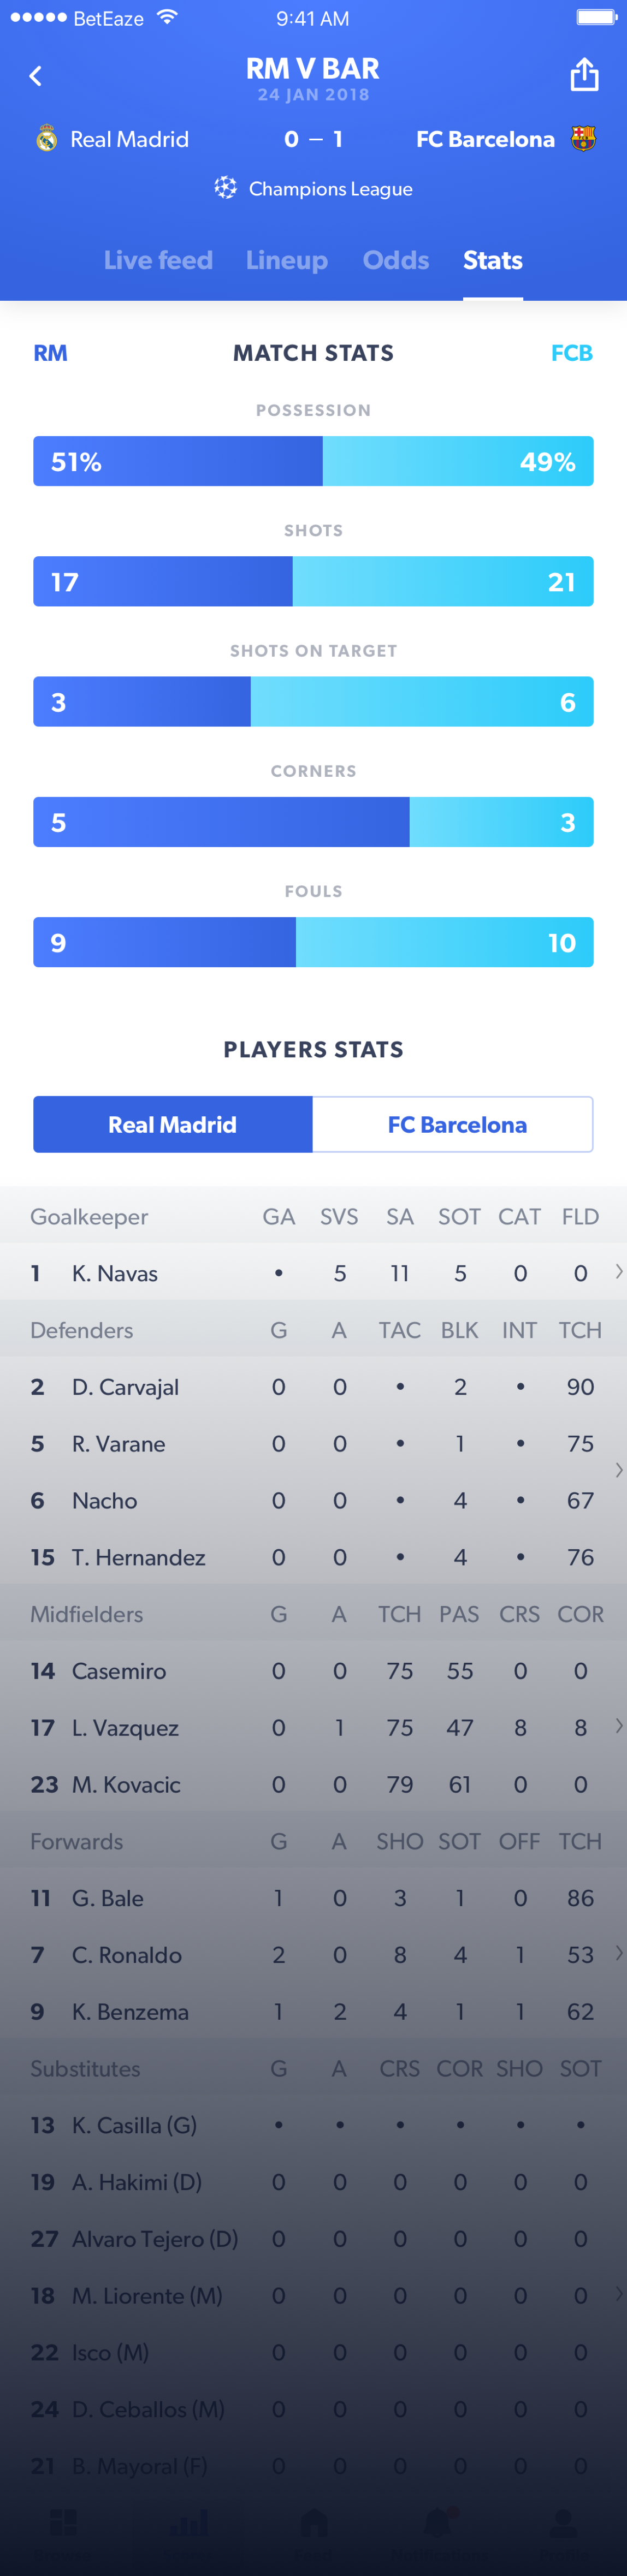 BetEaze 9:41 AM
RM V BAR
24 JAN 2018
Real Madrid 0 – 1 FC Barcelona
Champions League
Live feed Lineup Odds Stats
RM MATCH STATS FCB
POSSESSION
51% 49%
SHOTS
17 21
SHOTS ON TARGET
3 6
CORNERS
5 3
FOULS
9 10
PLAYERS STATS
Real Madrid FC Barcelona
Goalkeeper GA SVS SA SOT CAT FLD
1 K. Navas • 5 11 5 0 0
Defenders G A TAC BLK INT TCH
2 D. Carvajal 0 0 • 2 • 90
5 R. Varane 0 0 • 1 • 75
6 Nacho 0 0 • 4 • 67
15 T. Hernandez 0 0 • 4 • 76
Midfielders G A TCH PAS CRS COR
14 Casemiro 0 0 75 55 0 0
17 L. Vazquez 0 1 75 47 8 8
23 M. Kovacic 0 0 79 61 0 0
Forwards G A SHO SOT OFF TCH
11 G. Bale 1 0 3 1 0 86
7 C. Ronaldo 2 0 8 4 1 53
9 K. Benzema 1 2 4 1 1 62
Substitutes G A CRS COR SHO SOT
13 K. Casilla (G) • • • • • •
19 A. Hakimi (D) 0 0 0 0 0 0
27 Alvaro Tejero (D) 0 0 0 0 0 0
18 M. Liorente (M) 0 0 0 0 0 0
22 Isco (M) 0 0 0 0 0 0
24 D. Ceballos (M) 0 0 0 0 0 0
21 B. Mayoral (F) 0 0 0 0 0 0